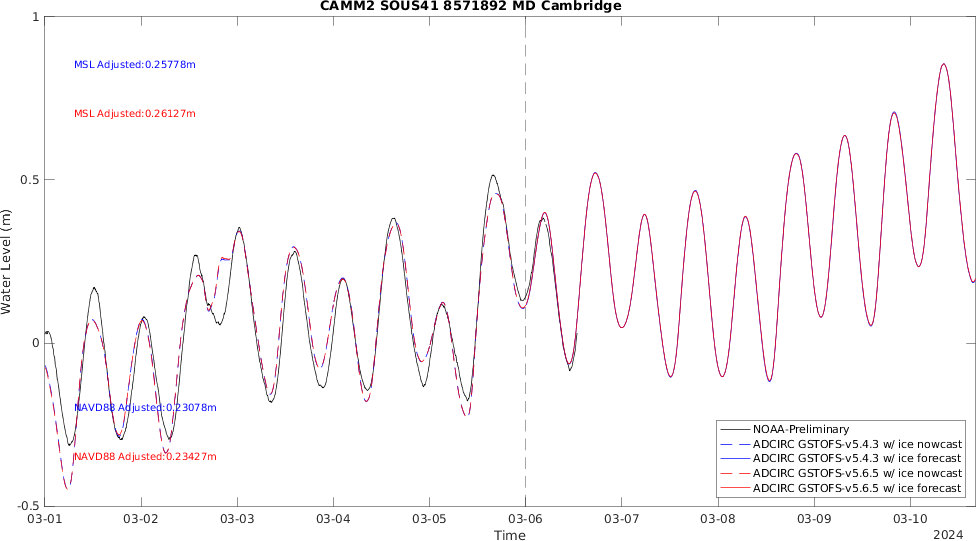 CAMM2 SOUS41 8571892 MD Cambridge
1
MSL Adjusted:0.25778m
MSL Adjusted:0.26127m
0.5
Water Level (m)
0
NAVD88 Adjusted:0.23078m
NAVD88 Adjusted:0.23427m
NOAA-Preliminary
ADCIRC GSTOFS-v5.4.3 w/ ice nowcast
ADCIRC GSTOFS-v5.4.3 w/ ice forecast
ADCIRC GSTOFS-v5.6.5 w/ ice nowcast
ADCIRC GSTOFS-v5.6.5 w/ ice forecast
-0.5
03-01 03-02 03-03 03-04 03-05 03-06 03-07 03-08 03-09 03-10
Time
2024